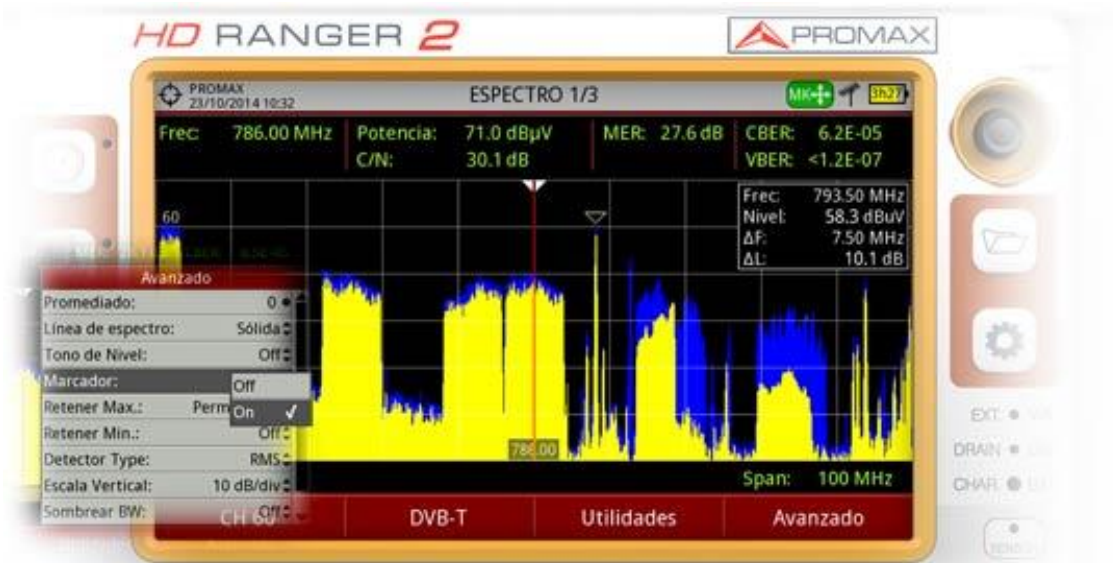 HD RANGER 2
PROMAX
PROMAX
23/10/2014 10:32
ESPECTRO 1/3
MK
3h27
Frec: 786.00 MHz
Potencia: 71.0 dBµV
MER: 27.6 dB
CBER: 6.2E-05
C/N: 30.1 dB
VBER: <1.2E-07
60
Frec: 793.50 MHz
Nivel: 58.3 dBuV
ΔF: 7.50 MHz
ΔL: 10.1 dB
Avanzado
Promediado: 0
Línea de espectro: Sólida
Tono de Nivel: Off
Marcador:
Off
On
Retener Max.: Perm
Retener Min.: Off
Detector Type: RMS
Escala Vertical: 10 dB/div
Sombrear BW: Off
786.00
Span: 100 MHz
CH 60
DVB-T
Utilidades
Avanzado
EXT.
DRAIN
CHAR.